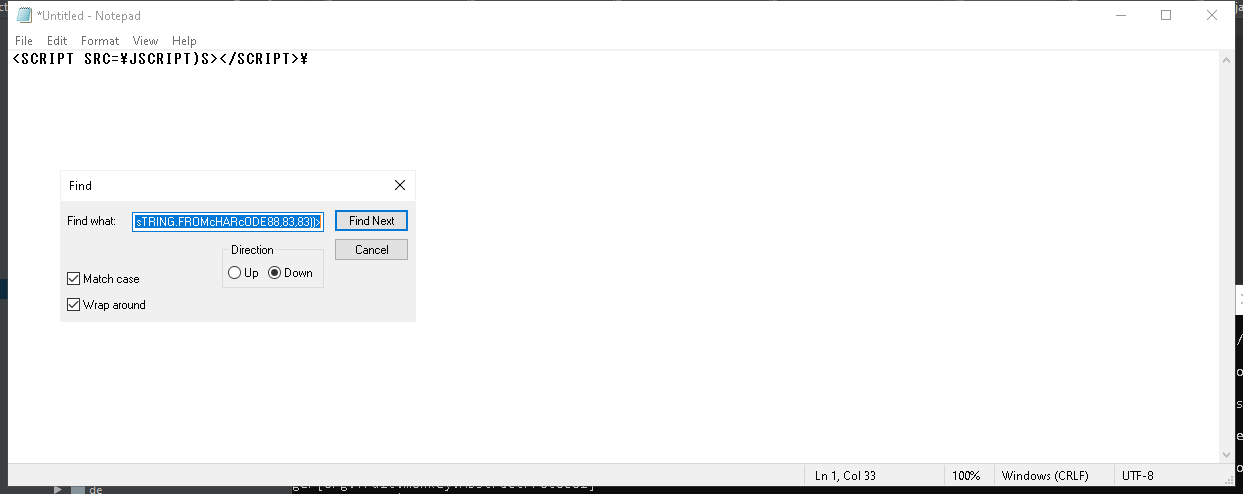 *Untitled - Notepad
File Edit Format View Help
<SCRIPT SRC=¥JSCRIPT)S></SCRIPT>¥
Find
Find what: sTRING.FROMcHARcODE88,83,83))> Find Next
Direction Cancel
Up Down
Match case
Wrap around
Ln 1, Col 33 100% Windows (CRLF) UTF-8
de